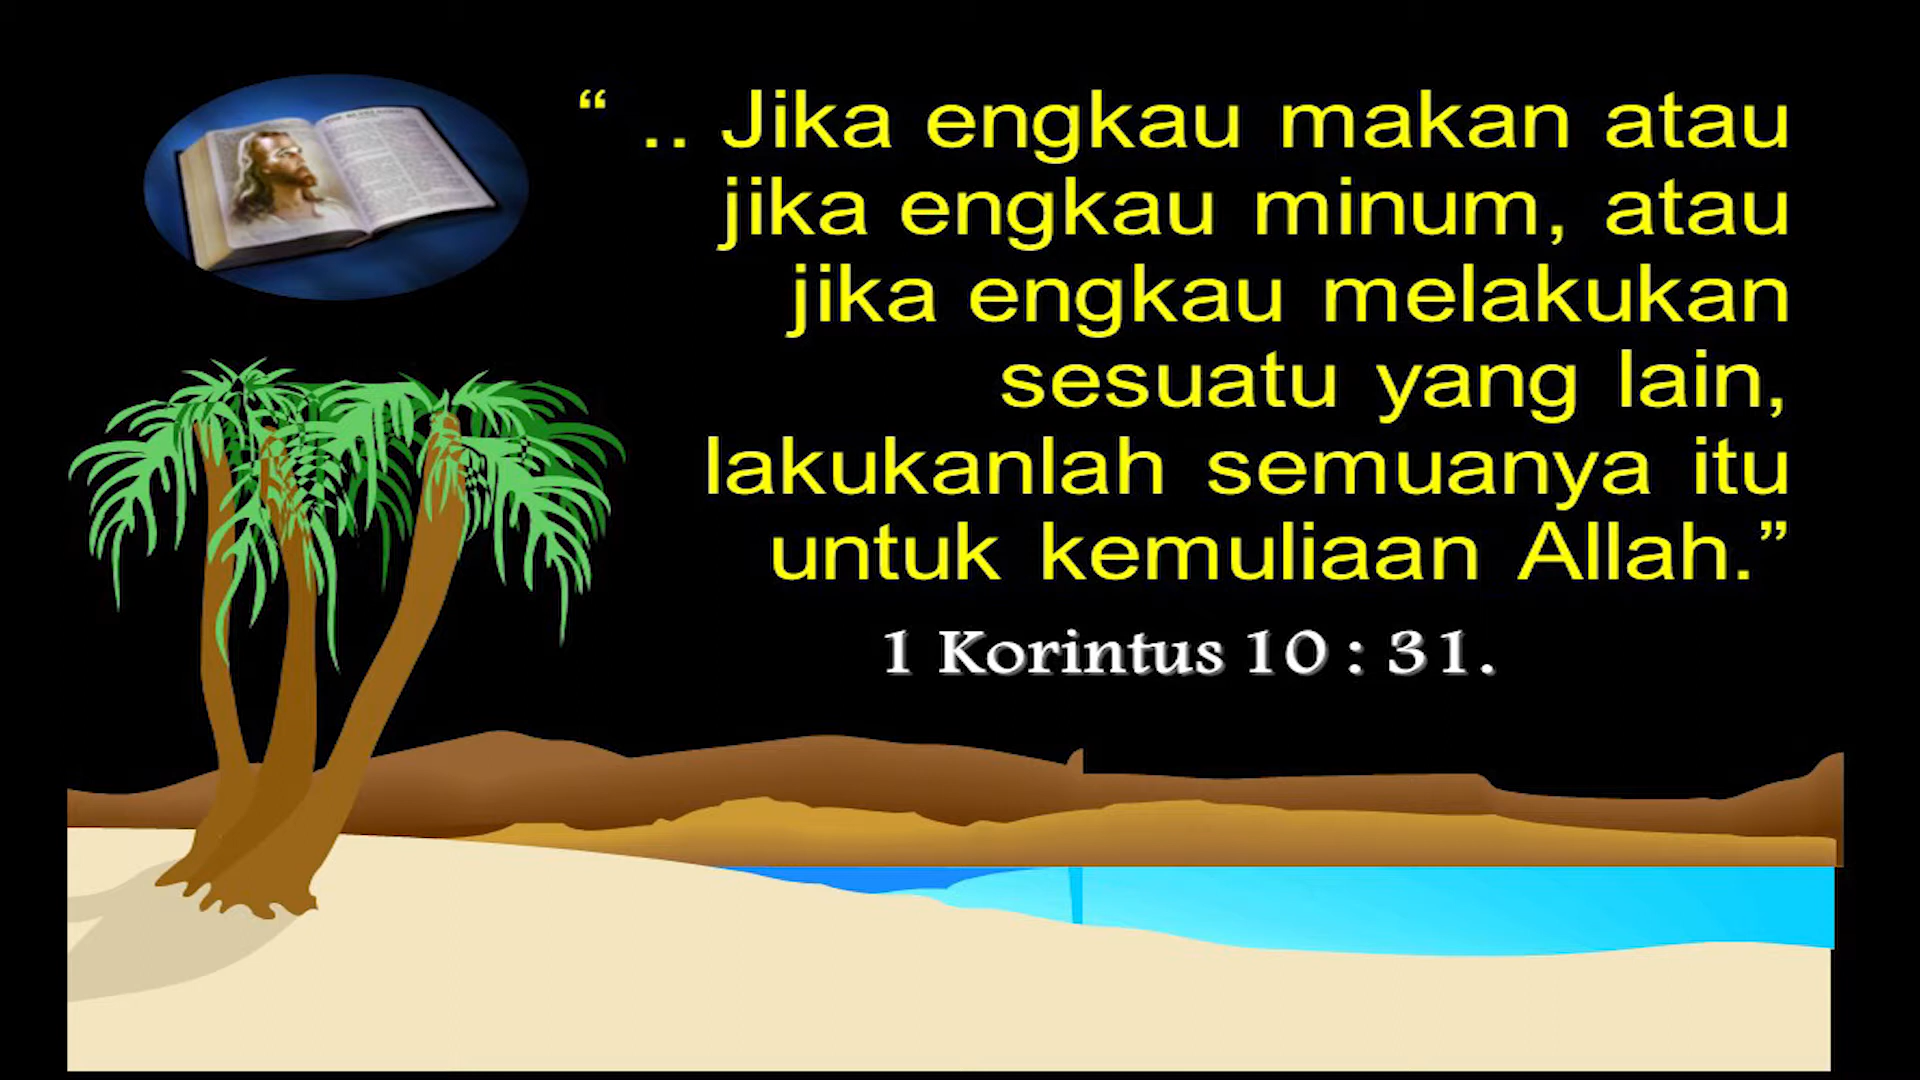 “ .. Jika engkau makan atau
jika engkau minum, atau
jika engkau melakukan
sesuatu yang lain,
lakukanlah semuanya itu
untuk kemuliaan Allah.”
1 Korintus 10 : 31.